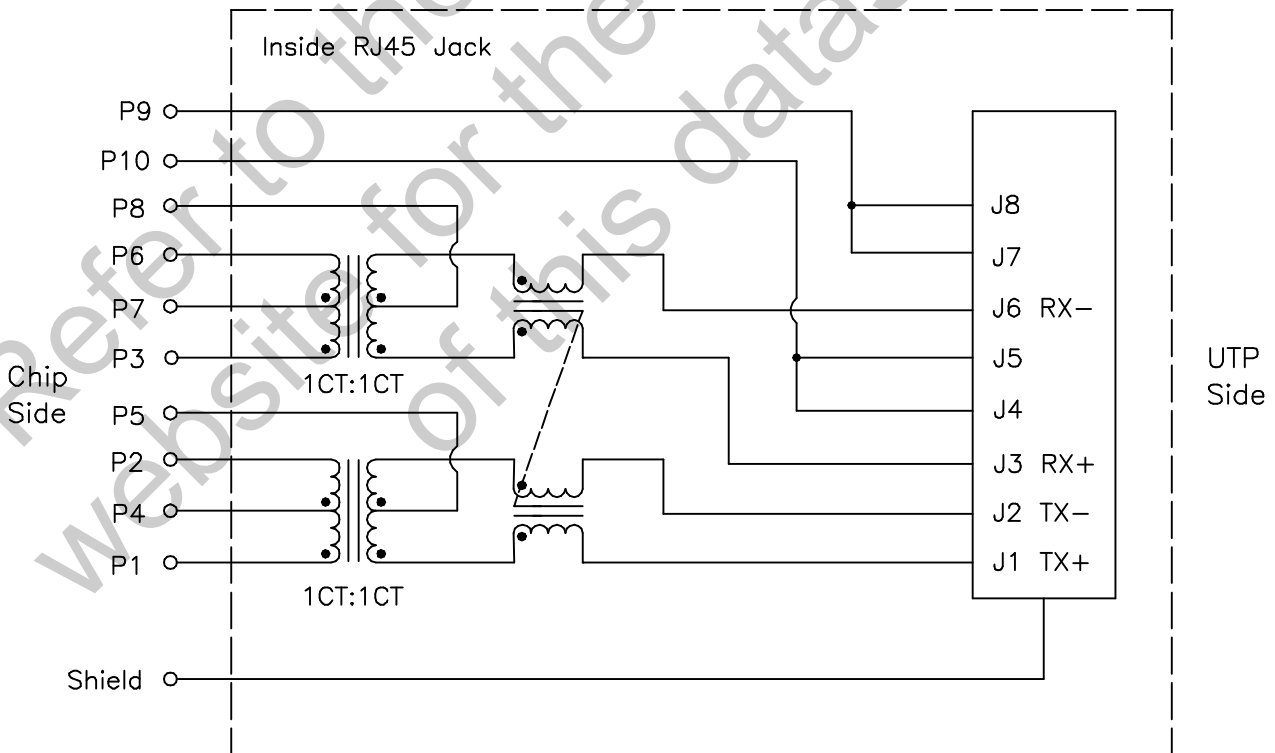 Inside RJ45 Jack
P9
P10
P8
P6
P7
P3
P5
P2
P4
P1
Chip
Side
1CT:1CT
1CT:1CT
J8
J7
J6 RX-
J5
J4
J3 RX+
J2 TX-
J1 TX+
UTP
Side
Shield
Refer to the
website for the
of this data